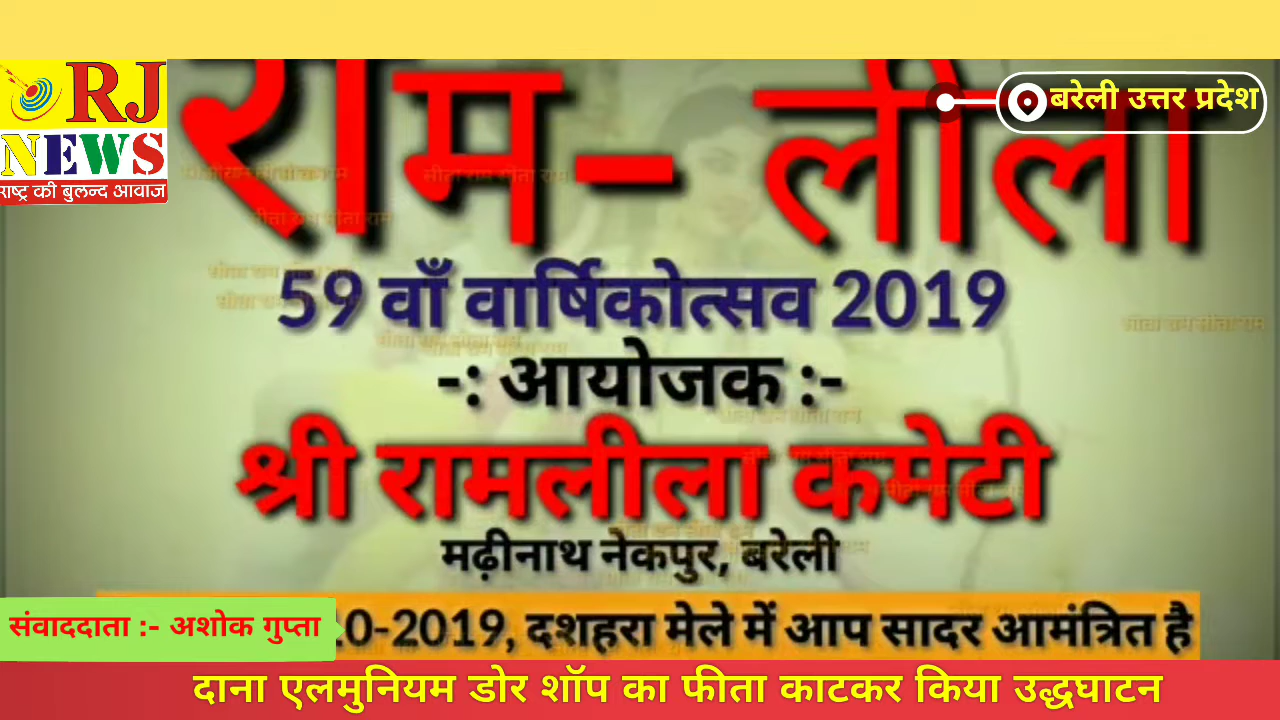 RJ
NEWS
राष्ट्र की बुलन्द आवाज
बरेली उत्तर प्रदेश
राम- लीला
59 वाँ वार्षिकोत्सव 2019
-: आयोजक :-
श्री रामलीला कमेटी
मढ़ीनाथ नेकपुर, बरेली
संवाददाता :- अशोक गुप्ता
0-2019, दशहरा मेले में आप सादर आमंत्रित है
दाना एलमुनियम डोर शॉप का फीता काटकर किया उद्धघाटन